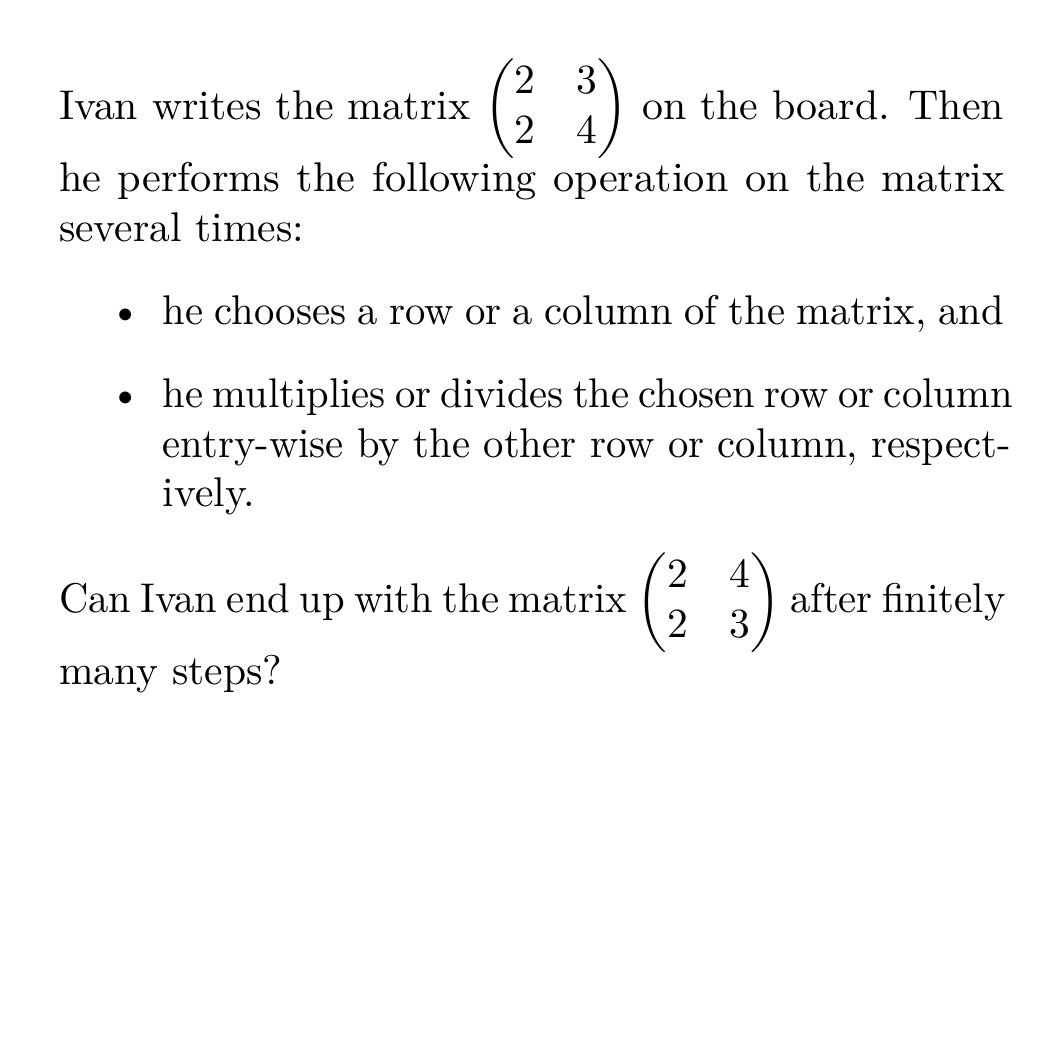 Ivan writes the matrix \begin{pmatrix} 2 & 3 \\ 2 & 4 \end{pmatrix} on the board. Then
he performs the following operation on the matrix
several times:
• he chooses a row or a column of the matrix, and
• he multiplies or divides the chosen row or column
entry-wise by the other row or column, respect-
ively.
Can Ivan end up with the matrix \begin{pmatrix} 2 & 4 \\ 2 & 3 \end{pmatrix} after finitely
many steps?